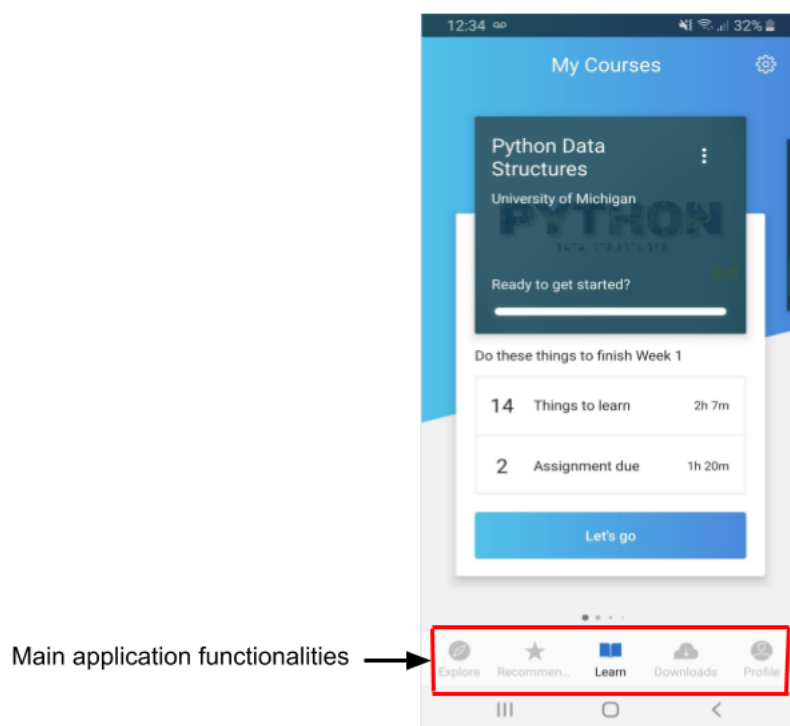 12:34
32%
My Courses
Python Data
Structures
University of Michigan
PYTHON
DATA STRUCTURES
Ready to get started?
Do these things to finish Week 1
14 Things to learn 2h 7m
2 Assignment due 1h 20m
Let's go
Main application functionalities
Explore Recommen... Learn Downloads Profile